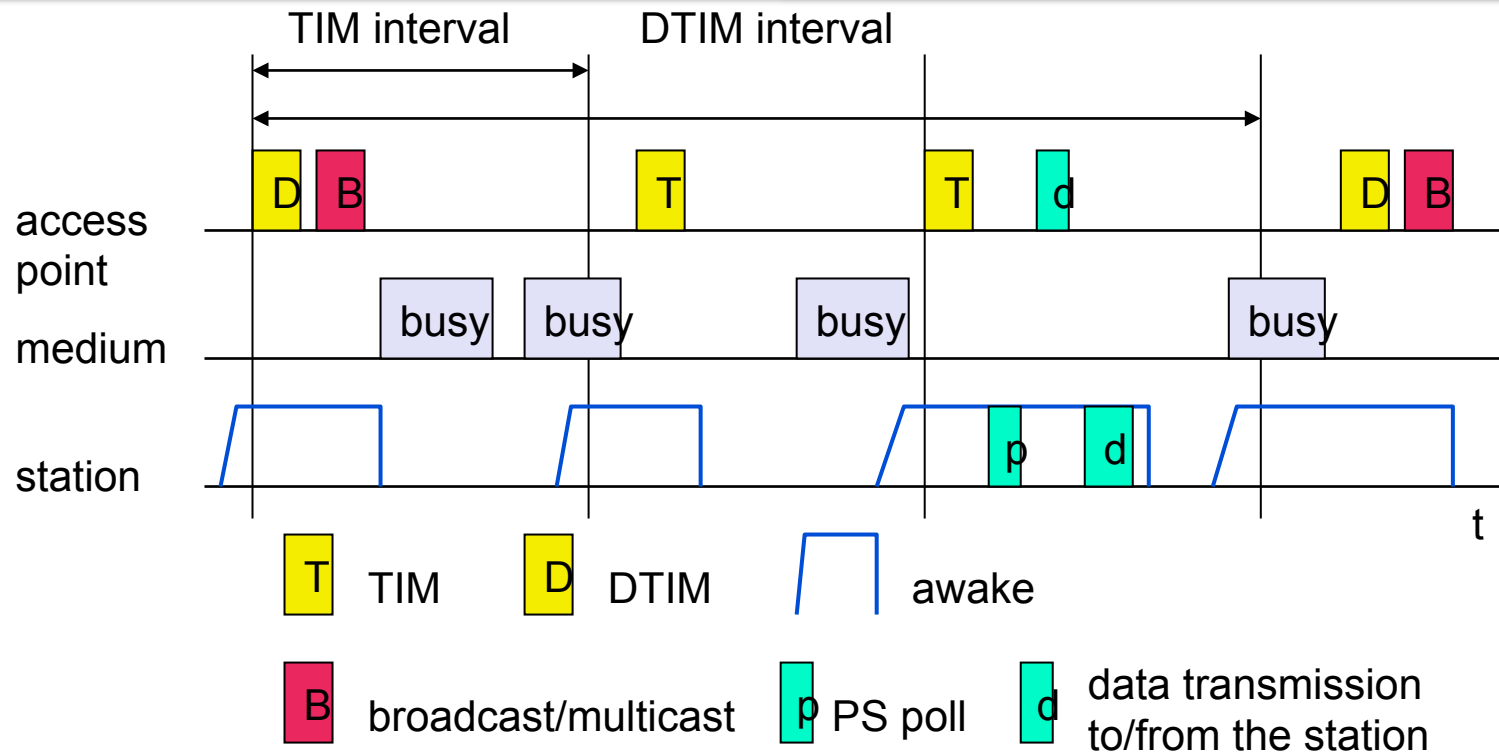 TIM interval DTIM interval
D B T T d D B
access
point
busy busy busy busy
medium
p d
station
t
T TIM D DTIM awake
B broadcast/multicast p PS poll d data transmission
to/from the station